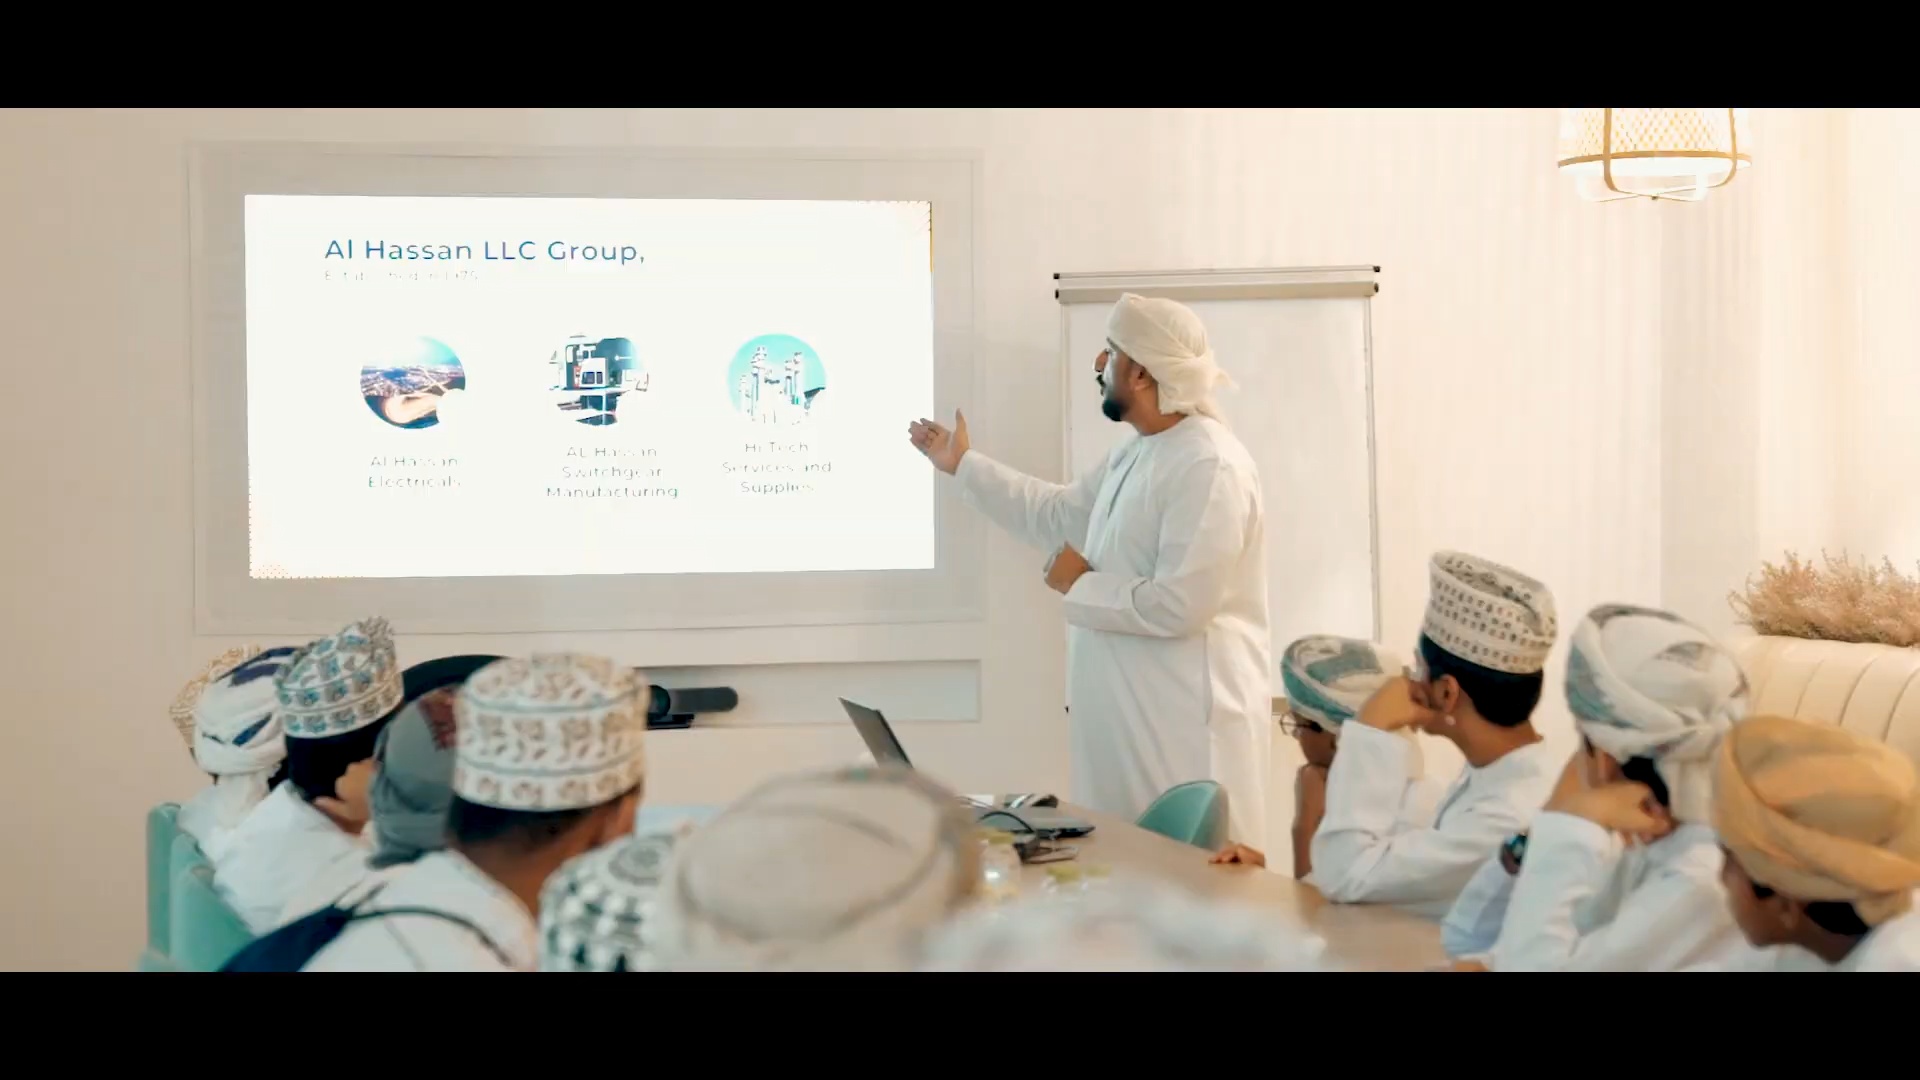 Al Hassan LLC Group,
Al Hassan
Electricals
AL Hassan
Switchgear
Manufacturing
Hi Tech
Services and
Supplies